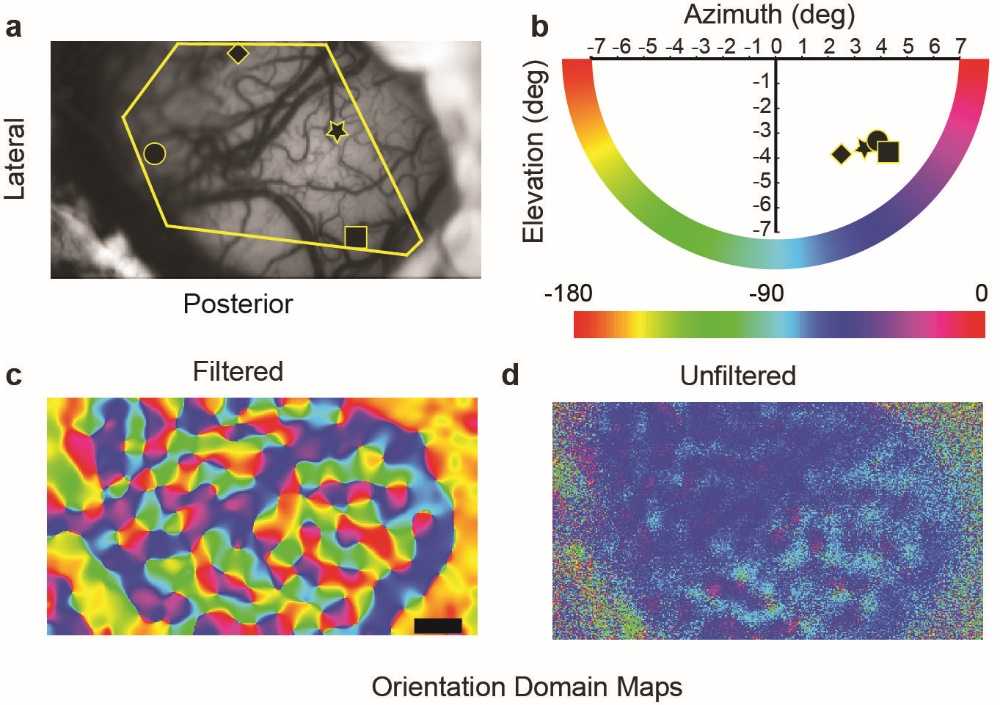 a
Lateral
Posterior
b
Azimuth (deg)
-7 -6 -5 -4 -3 -2 -1 0 1 2 3 4 5 6 7
Elevation (deg)
-1
-2
-3
-4
-5
-6
-7
-180 -90 0
c
Filtered
d
Unfiltered
Orientation Domain Maps